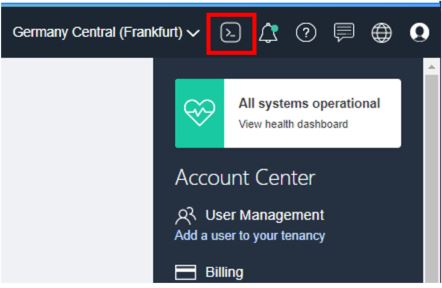 Germany Central (Frankfurt)
All systems operational
View health dashboard
Account Center
User Management
Add a user to your tenancy
Billing